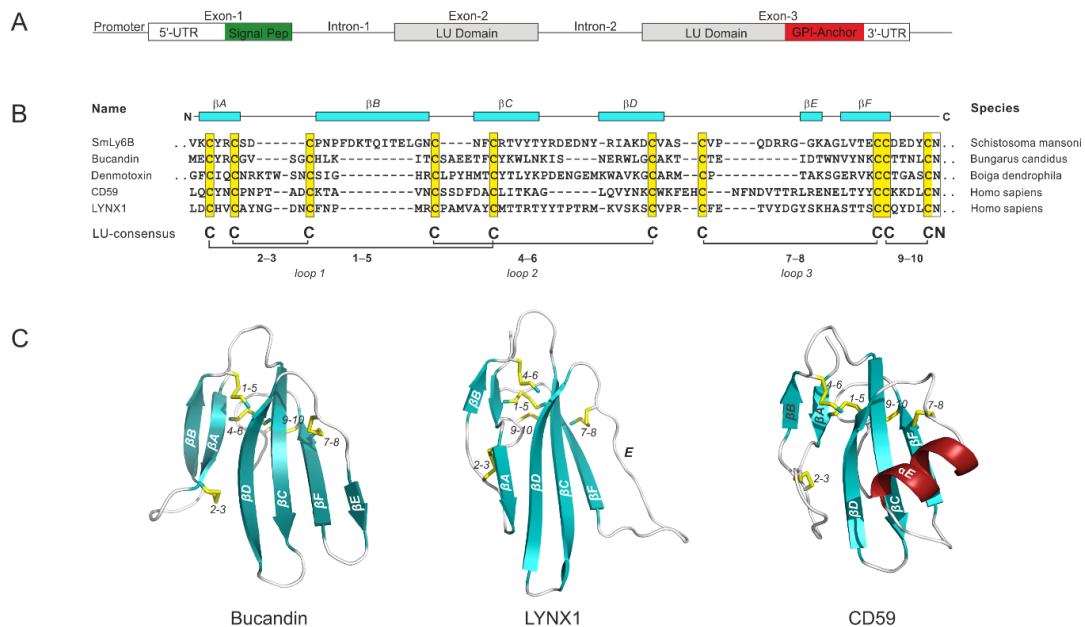 A
Promoter Exon-1 Intron-1 Exon-2 Intron-2 Exon-3
5'-UTR Signal Pep LU Domain LU Domain GPI-Anchor 3'-UTR
B
Name N βA βB βC βD βE βF C Species
SmLy6B ..VKCYRCSD------CPNPFDKTQITELGNC---NFCRTVYTYRDEDNYRIAKDCVAS--CVP---QDRRG-GKAGLVTECCDEDYCN.. Schistosoma mansoni
Bucandin MECYRCGV---SGCHLK------ITCSAEETFCYKWLNKIS----NERWLGCAKT--CTE------IDTWNVYNKCCTTNLCN Bungarus candidus
Denmotoxin ..GFCIQCNRKTWSNCSIG------HRCLPYHMTCYTLYKPDENGEMKWAVKGCARM---CP------TAKSGERVKCCTGASCN.. Boiga dendrophila
CD59 ..LQCYNCPNPT--ADCKTA-----VNCSSDFDACLITKAG-----LQVYNKCWKFEHC---NFNDVTTRLRENELTYYCCKKDLCN.. Homo sapiens
LYNX1 LDCHVCAYNG--DNCFNP-----MRCPAMVAYCMTTRTYYTPTRM--KVSKSCVPR--CFE----TVYDGYSKHASTTSCCQYDLCN.. Homo sapiens
LU-consensus C C C C C C C CC CN
2–3 1–5 4–6 7–8 9–10
loop 1 loop 2 loop 3
C
βB βA βD βC βF βE 1-5 4-6 9-10 7-8 2-3
βB βA βD βC βF E 4-6 1-5 9-10 7-8 2-3
βB βA βD βC βF αE 4-6 1-5 9-10 7-8 2-3
Bucandin LYNX1 CD59